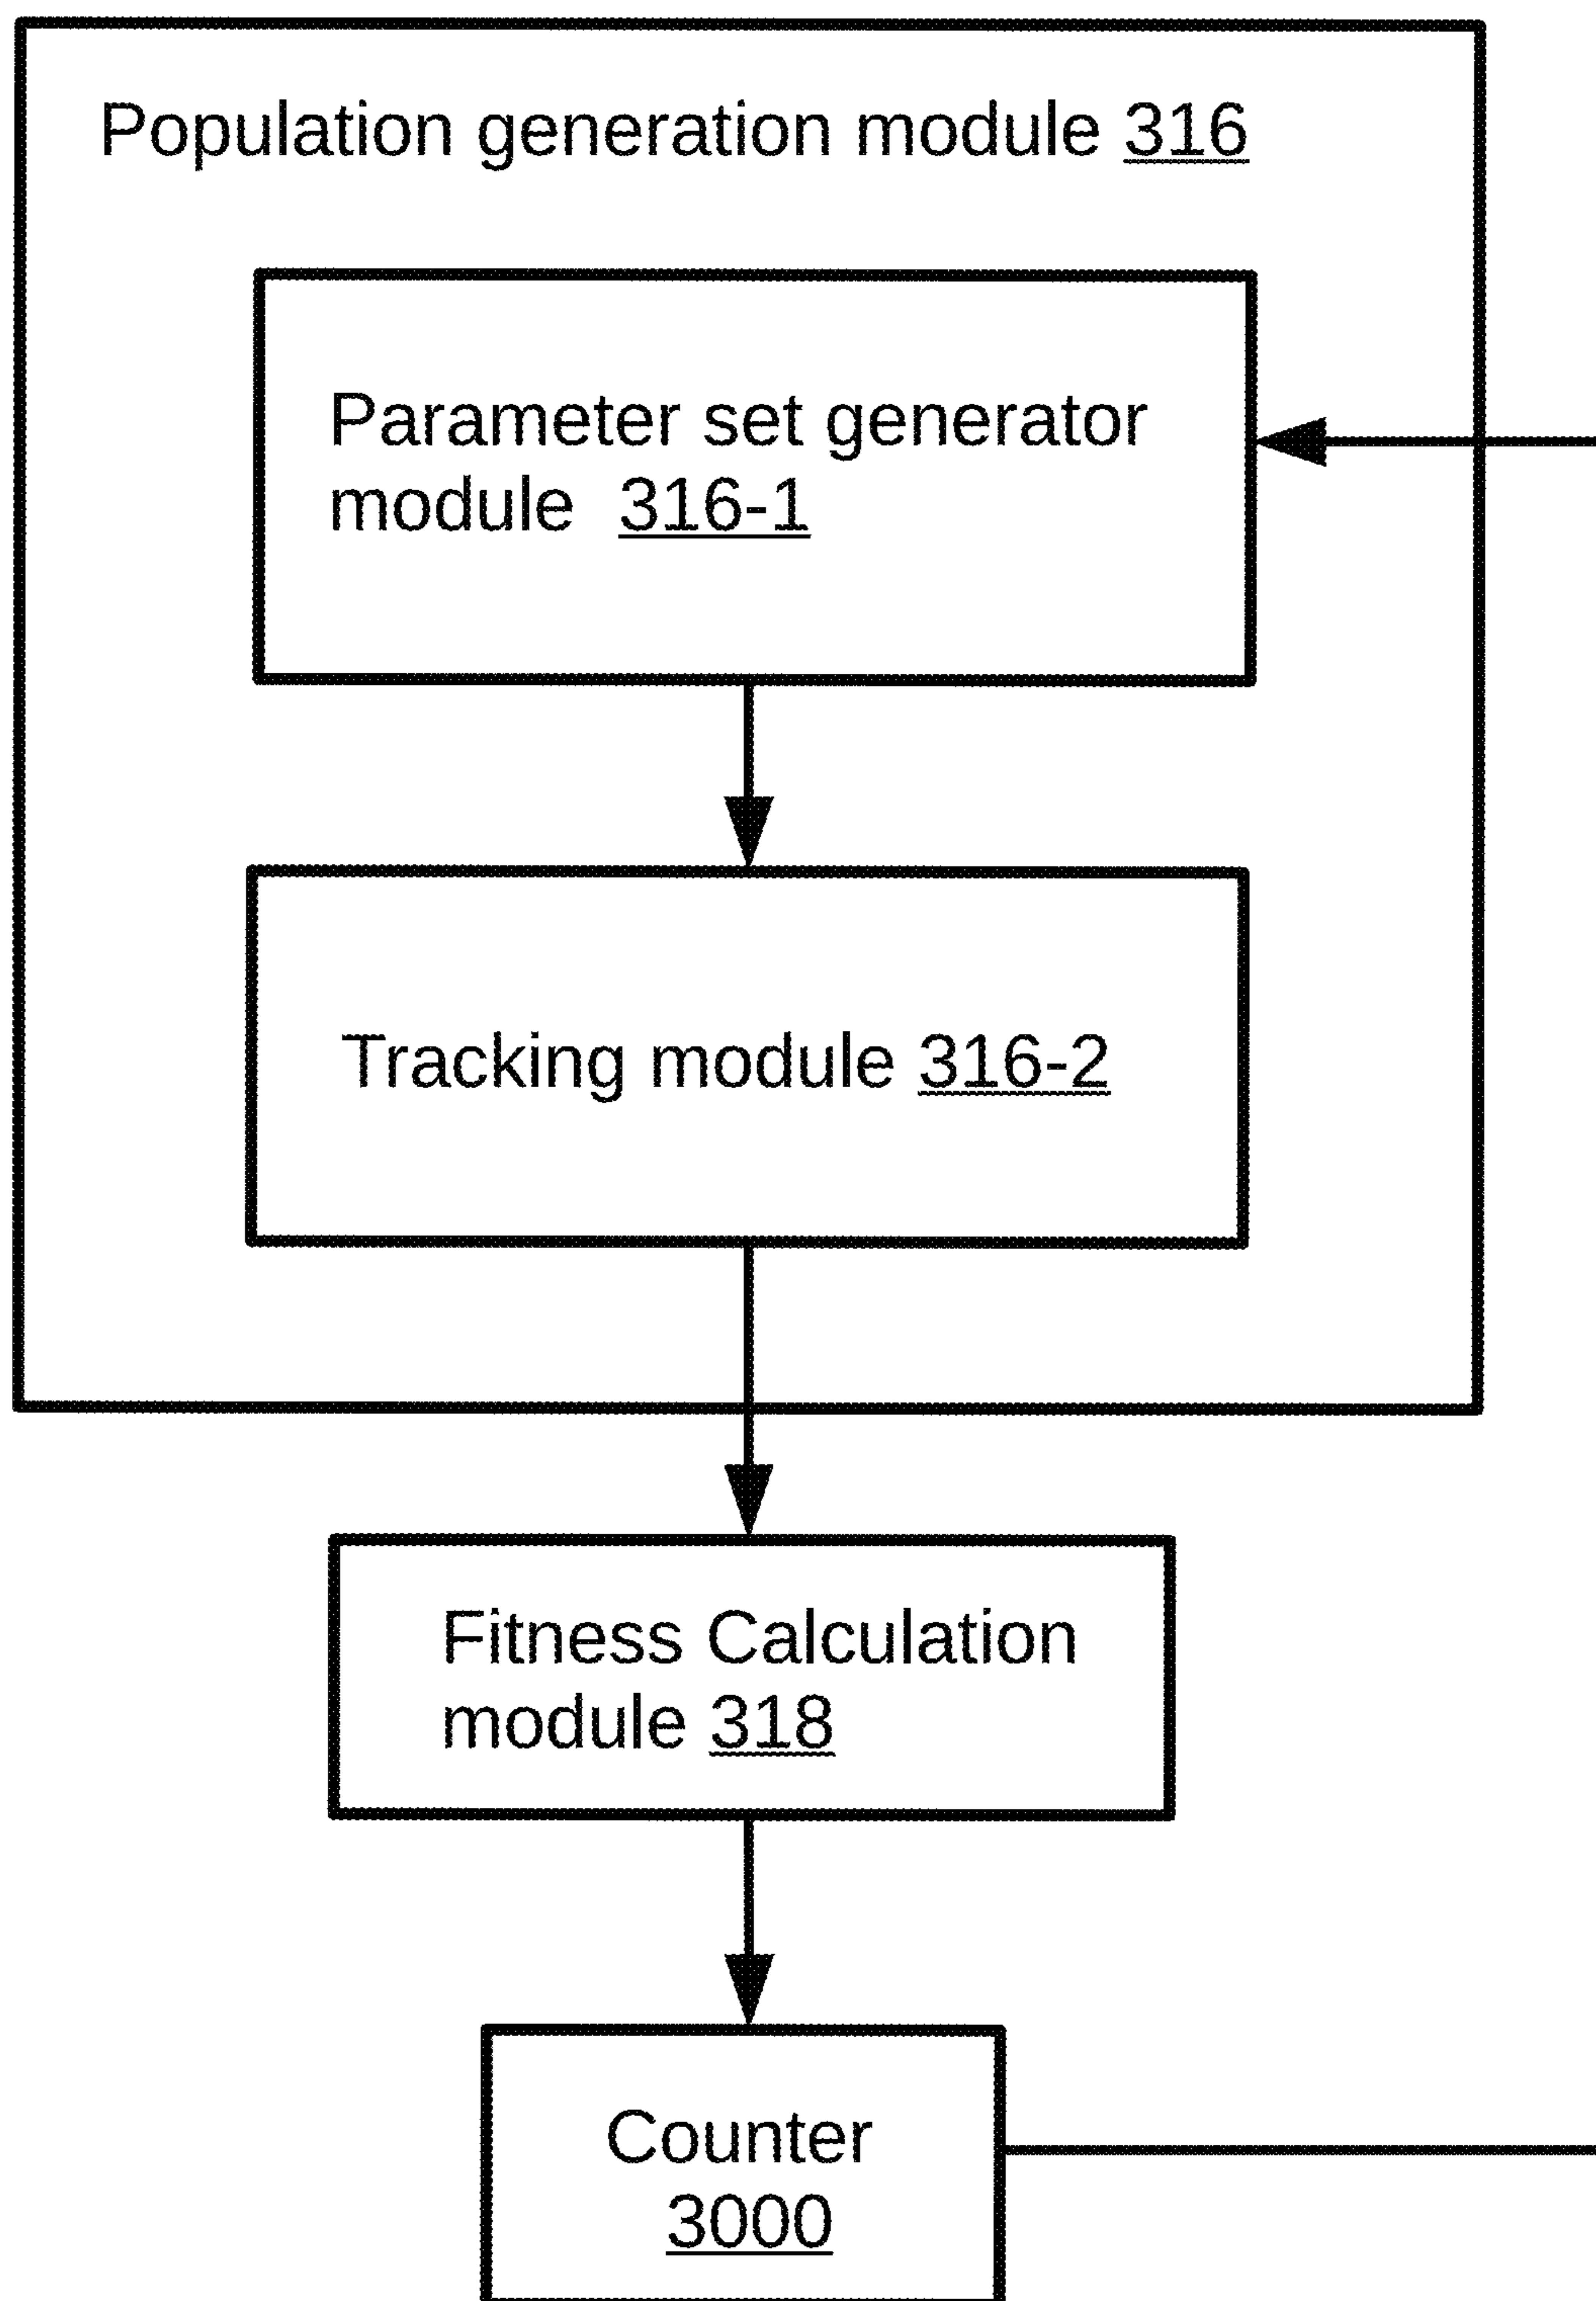 Population generation module 316
Parameter set generator
module 316-1
Tracking module 316-2
Fitness Calculation
module 318
Counter
3000